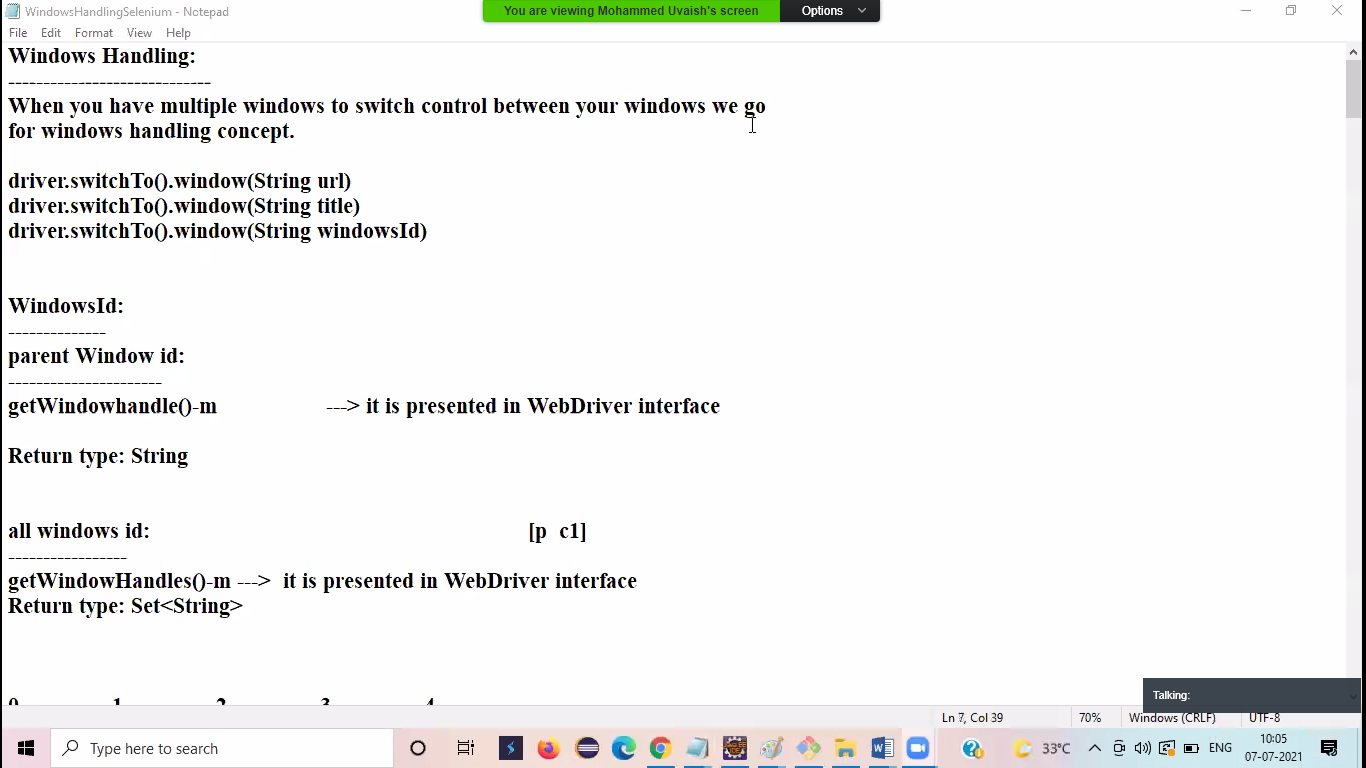 WindowsHandlingSelenium - Notepad
You are viewing Mohammed Uvaish's screen
Options
File Edit Format View Help
Windows Handling:
-----------------------------
When you have multiple windows to switch control between your windows we go
for windows handling concept.
driver.switchTo().window(String url)
driver.switchTo().window(String title)
driver.switchTo().window(String windowsId)
WindowsId:
--------------
parent Window id:
----------------------
getWindowhandle()-m ---> it is presented in WebDriver interface
Return type: String
all windows id: [p c1]
-----------------
getWindowHandles()-m ---> it is presented in WebDriver interface
Return type: Set<String>
0 1 2 3 4
Talking:
Ln 7, Col 39 70% Windows (CRLF) UTF-8
Type here to search
33°C
ENG
10:05
07-07-2021